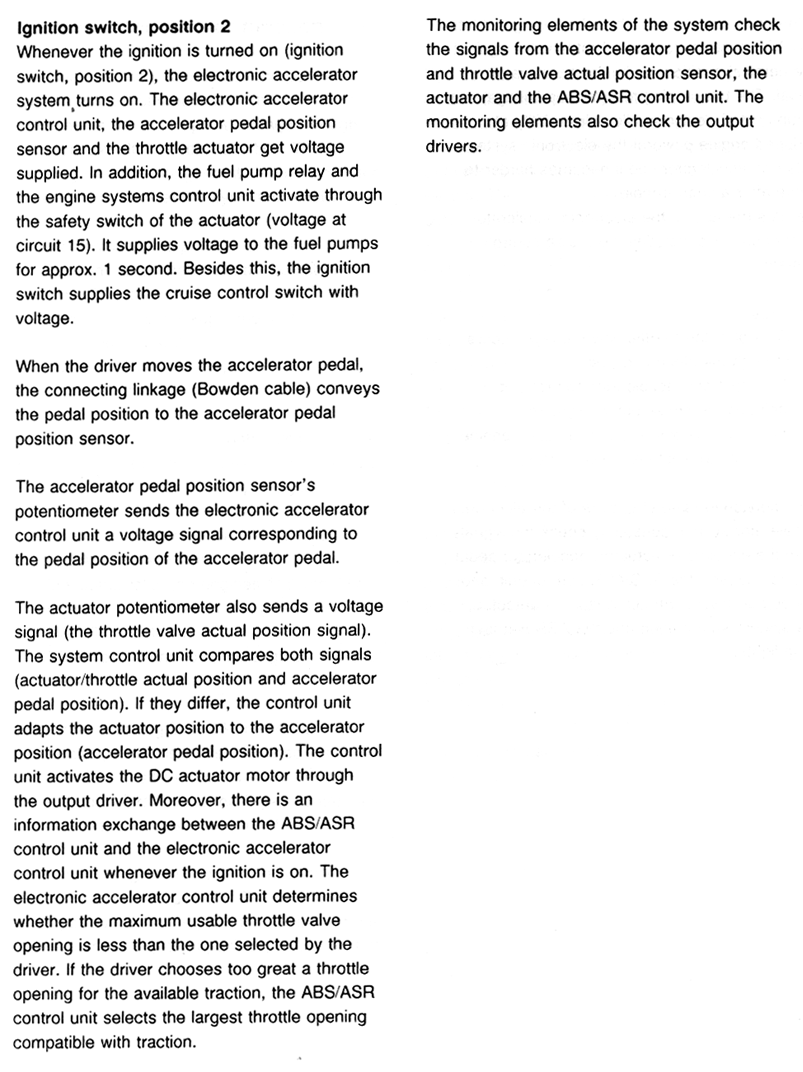 Ignition switch, position 2
Whenever the ignition is turned on (ignition
switch, position 2), the electronic accelerator
system turns on. The electronic accelerator
control unit, the accelerator pedal position
sensor and the throttle actuator get voltage
supplied. In addition, the fuel pump relay and
the engine systems control unit activate through
the safety switch of the actuator (voltage at
circuit 15). It supplies voltage to the fuel pumps
for approx. 1 second. Besides this, the ignition
switch supplies the cruise control switch with
voltage.
When the driver moves the accelerator pedal,
the connecting linkage (Bowden cable) conveys
the pedal position to the accelerator pedal
position sensor.
The accelerator pedal position sensor's
potentiometer sends the electronic accelerator
control unit a voltage signal corresponding to
the pedal position of the accelerator pedal.
The actuator potentiometer also sends a voltage
signal (the throttle valve actual position signal).
The system control unit compares both signals
(actuator/throttle actual position and accelerator
pedal position). If they differ, the control unit
adapts the actuator position to the accelerator
position (accelerator pedal position). The control
unit activates the DC actuator motor through
the output driver. Moreover, there is an
information exchange between the ABS/ASR
control unit and the electronic accelerator
control unit whenever the ignition is on. The
electronic accelerator control unit determines
whether the maximum usable throttle valve
opening is less than the one selected by the
driver. If the driver chooses too great a throttle
opening for the available traction, the ABS/ASR
control unit selects the largest throttle opening
compatible with traction.
The monitoring elements of the system check
the signals from the accelerator pedal position
and throttle valve actual position sensor, the
actuator and the ABS/ASR control unit. The
monitoring elements also check the output
drivers.